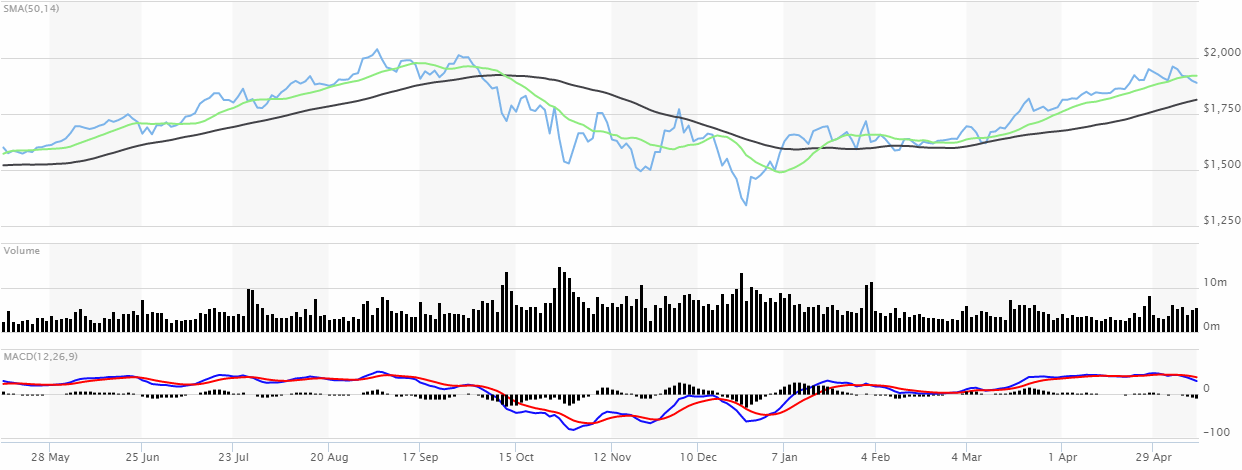 SMA(50,14)
$2,000
$1,750
$1,500
$1,250
Volume
10m
0m
MACD(12,26,9)
0
-100
28 May 25 Jun 23 Jul 20 Aug 17 Sep 15 Oct 12 Nov 10 Dec 7 Jan 4 Feb 4 Mar 1 Apr 29 Apr